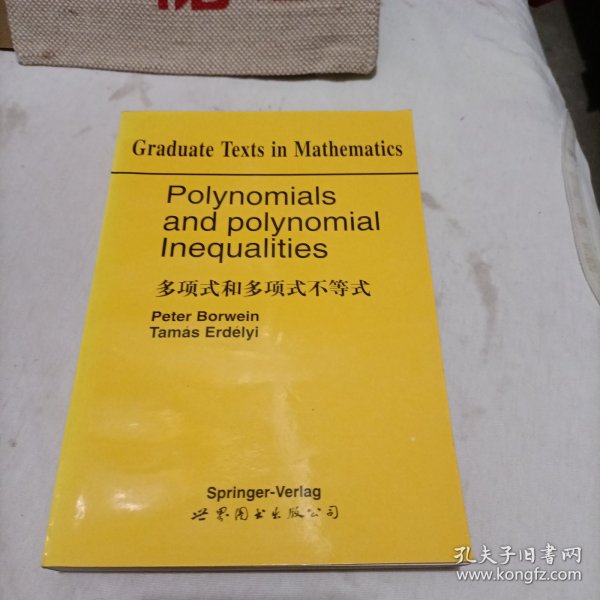 Graduate Texts in Mathematics
Polynomials
and polynomial
Inequalities
多项式和多项式不等式
Peter Borwein
Tamás Erdélyi
Springer-Verlag
世界图书出版公司
孔夫子旧书网
www.kongfz.com